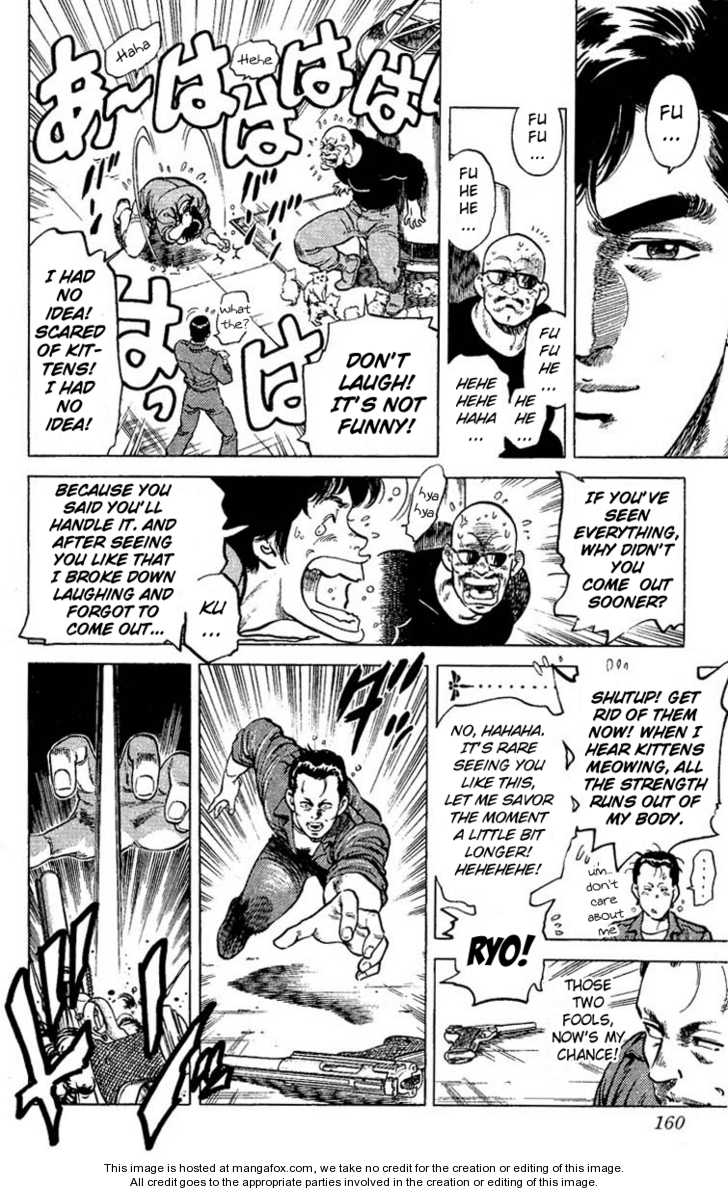 FU
...
FU
FU
...
FU
HE
HE
...
FU
FU
HE
...
HE
HE
...
HEHE
HEHE
HAHA
...
Haha
Hehe
あ〜はははは
はっは
DON'T
LAUGH!
IT'S NOT
FUNNY!
what
the?
I HAD
NO
IDEA!
SCARED
OF KIT-
TENS!
I HAD
NO
IDEA!
IF YOU'VE
SEEN
EVERYTHING,
WHY DIDN'T
YOU
COME OUT
SOONER?
hya
hya
KU
...
BECAUSE YOU
SAID YOU'LL
HANDLE IT. AND
AFTER SEEING
YOU LIKE THAT
I BROKE DOWN
LAUGHING AND
FORGOT TO
COME OUT...
SHUTUP! GET
RID OF THEM
NOW! WHEN I
HEAR KITTENS
MEOWING, ALL
THE STRENGTH
RUNS OUT OF
MY BODY.
NO, HAHAHA.
IT'S RARE
SEEING YOU
LIKE THIS,
LET ME SAVOR
THE MOMENT
A LITTLE BIT
LONGER!
HEHEHEHE!
....
um...
don't
care
about
me
RYO!
THOSE
TWO
FOOLS,
NOW'S MY
CHANCE!
ダッ
ドン
160
This image is hosted at mangafox.com, we take no credit for the creation or editing of this image.
All credit goes to the appropriate parties involved in the creation or editing of this image.